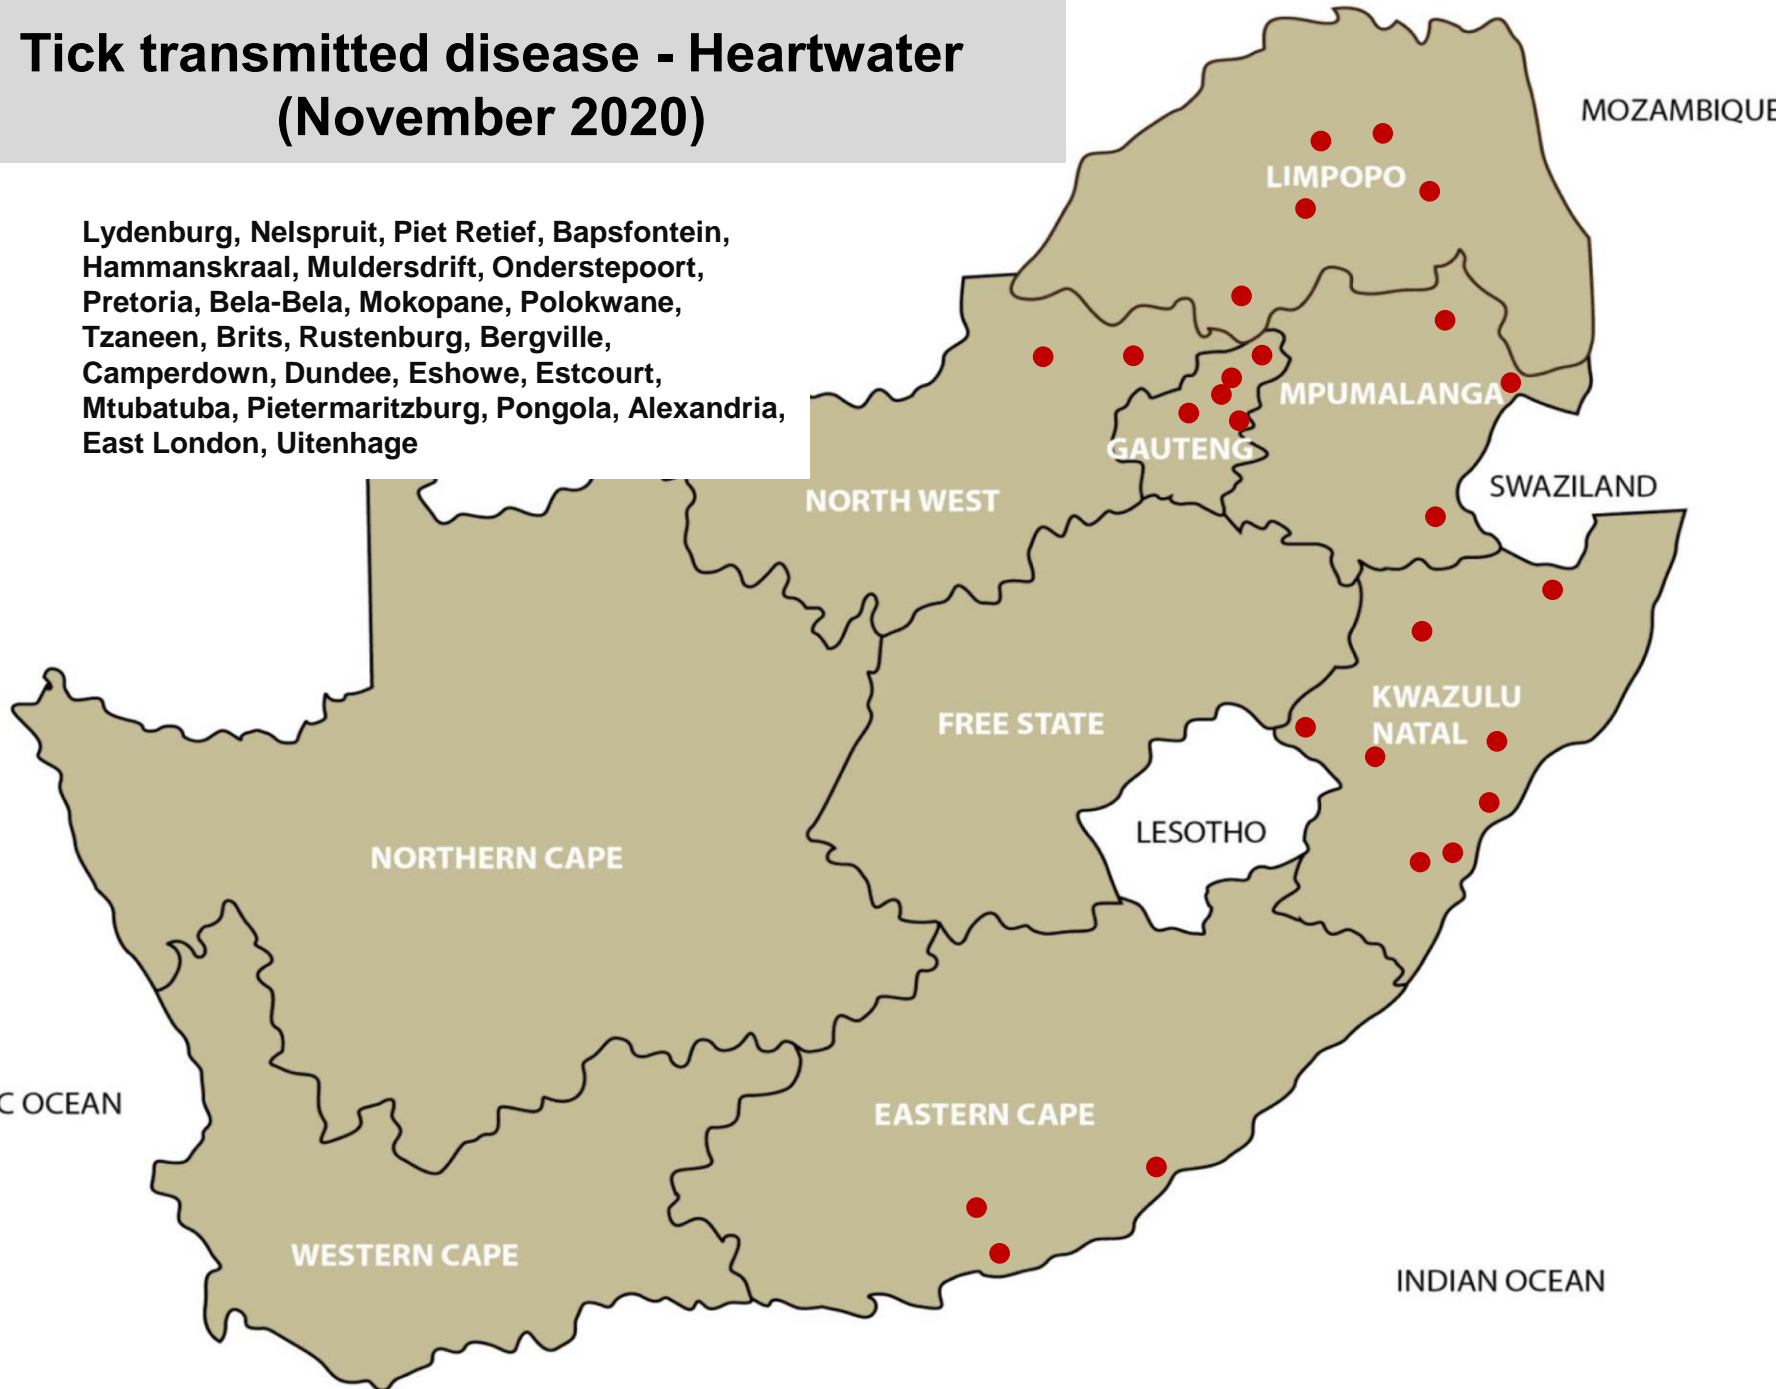 Tick transmitted disease - Heartwater
(November 2020)
MOZAMBIQUE
LIMPOPO
Lydenburg, Nelspruit, Piet Retief, Bapsfontein,
Hammanskraal, Muldersdrift, Onderstepoort,
Pretoria, Bela-Bela, Mokopane, Polokwane,
Tzaneen, Brits, Rustenburg, Bergville,
Camperdown, Dundee, Eshowe, Estcourt,
Mtubatuba, Pietermaritzburg, Pongola, Alexandria,
East London, Uitenhage
MPUMALANGA
GAUTENG
SWAZILAND
NORTH WEST
KWAZULU
NATAL
FREE STATE
LESOTHO
NORTHERN CAPE
C OCEAN
EASTERN CAPE
WESTERN CAPE
INDIAN OCEAN